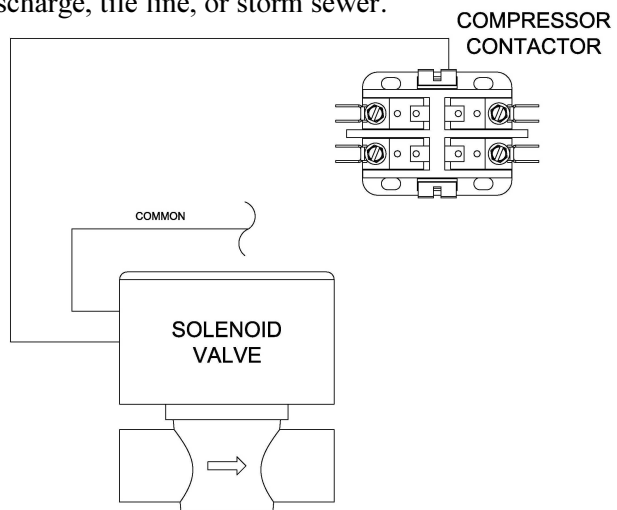 scharge, tile line, or storm sewer.
COMPRESSOR
CONTACTOR
COMMON
SOLENOID
VALVE